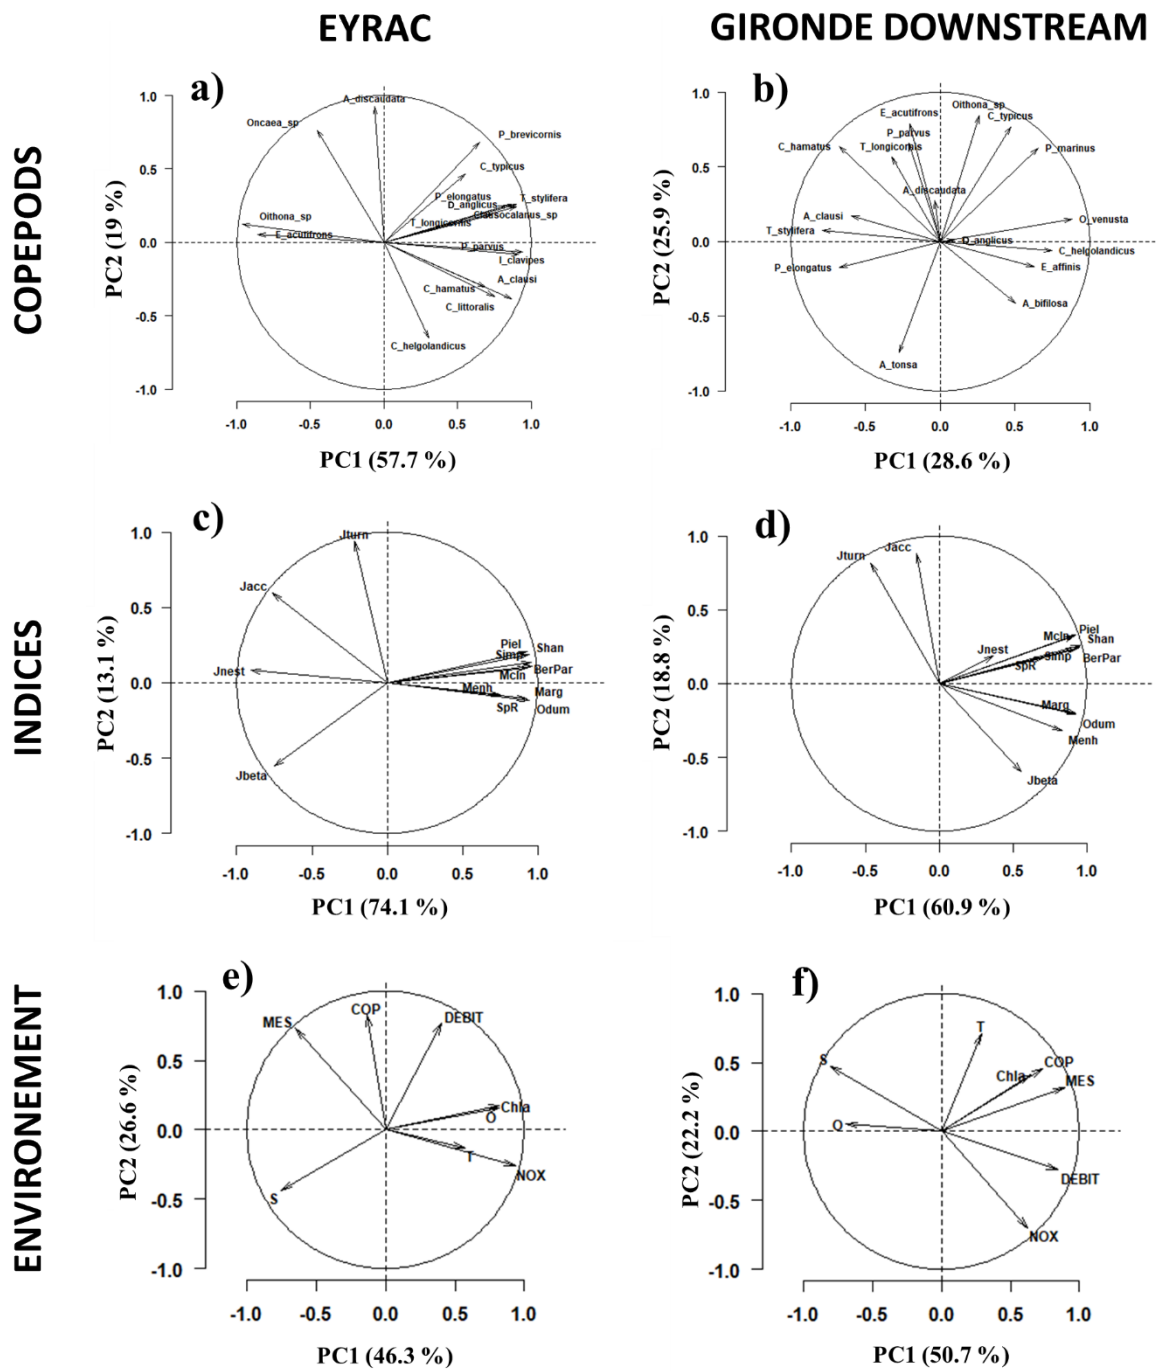 EYRAC
GIRONDE DOWNSTREAM
COPEPODS
a)
PC2 (19 %)
1.0
0.5
0.0
-0.5
-1.0
A_discaudata
Oncaea_sp
P_brevicornis
C_typicus
P_elongatus
T_stylifera
D_anglicus
Clausocalanus_sp
T_longicornis
Oithona_sp
E_acutifrons
P_parvus
I_clavipes
A_clausi
C_hamatus
C_littoralis
C_helgolandicus
-1.0 -0.5 0.0 0.5 1.0
PC1 (57.7 %)
b)
PC2 (25.9 %)
1.0
0.5
0.0
-0.5
-1.0
E_acutifrons
Oithona_sp
C_typicus
P_parvus
C_hamatus
T_longicornis
P_marinus
A_discaudata
A_clausi
O_venusta
T_stylifera
D_anglicus
C_helgolandicus
P_elongatus
E_affinis
A_bifilosa
A_tonsa
-1.0 -0.5 0.0 0.5 1.0
PC1 (28.6 %)
INDICES
c)
PC2 (13.1 %)
1.0
0.5
0.0
-0.5
-1.0
Jturn
Jacc
Jnest
Piel
Shan
Simp
BerPar
McIn
Menh
Marg
SpR
Odum
Jbeta
-1.0 -0.5 0.0 0.5 1.0
PC1 (74.1 %)
d)
PC2 (18.8 %)
1.0
0.5
0.0
-0.5
-1.0
Jturn
Jacc
McIn
Piel
Shan
Jnest
Simp
BerPar
SpR
Marg
Odum
Menh
Jbeta
-1.0 -0.5 0.0 0.5 1.0
PC1 (60.9 %)
ENVIRONEMENT
e)
PC2 (26.6 %)
1.0
0.5
0.0
-0.5
-1.0
MES
COP
DEBIT
Chla
O
T
NOX
S
-1.0 -0.5 0.0 0.5 1.0
PC1 (46.3 %)
f)
PC2 (22.2 %)
1.0
0.5
0.0
-0.5
-1.0
T
S
COP
Chla
MES
O
DEBIT
NOX
-1.0 -0.5 0.0 0.5 1.0
PC1 (50.7 %)